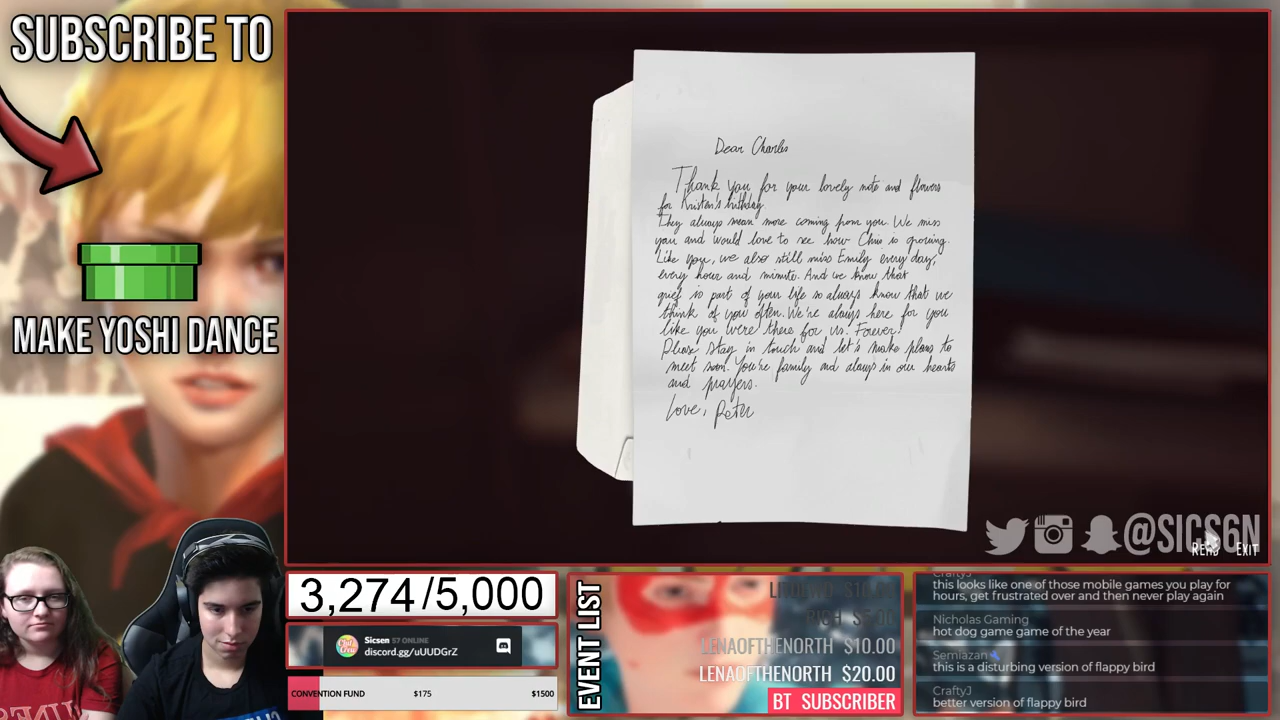 SUBSCRIBE TO
MAKE YOSHI DANCE
Dear Charles
Thank you for your lovely note and flowers
for Kristen's birthday
They always mean more coming from you. We miss
you and would love to see how Chris is growing.
Like you, we also still miss Emily every day,
every hour and minute. And we know that
grief is part of your life so always know that we
think of you often. We're always here for you
like you were there for us. Forever!
Please stay in touch and let's make plans to
meet soon. You're family and always in our hearts
and prayers.
Love, Peter
@SICS6N
READ EXIT
3,274/5,000
Sicsen 57 ONLINE
discord.gg/uUUDGrZ
CONVENTION FUND $175 $1500
EVENT LIST
$5.00
LENAOFTHENORTH $10.00
LENAOFTHENORTH $20.00
BT SUBSCRIBER
CraftyJ
this looks like one of those mobile games you play for
hours, get frustrated over and then never play again
Nicholas Gaming
hot dog game game of the year
Semiazan
this is a disturbing version of flappy bird
CraftyJ
better version of flappy bird